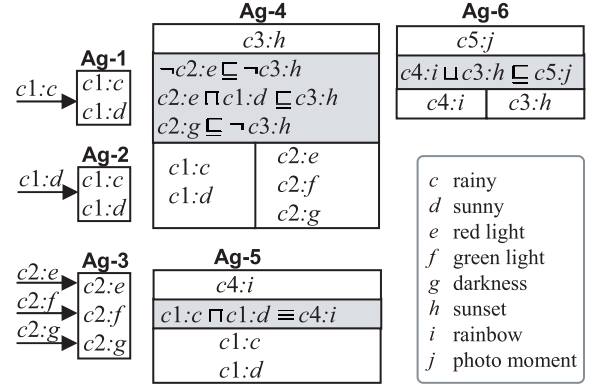 Ag-4
c3:h
¬c2:e ⊑ ¬c3:h
c2:e ⊓ c1:d ⊑ c3:h
c2:g ⊑ ¬c3:h
c1:c
c1:d
c2:e
c2:f
c2:g
Ag-6
c5:j
c4:i ⊔ c3:h ⊑ c5:j
c4:i
c3:h
Ag-1
c1:c
c1:c
c1:d
Ag-2
c1:d
c1:c
c1:d
Ag-3
c2:e
c2:f
c2:g
c2:e
c2:f
c2:g
Ag-5
c4:i
c1:c ⊓ c1:d ≡ c4:i
c1:c
c1:d
c rainy
d sunny
e red light
f green light
g darkness
h sunset
i rainbow
j photo moment